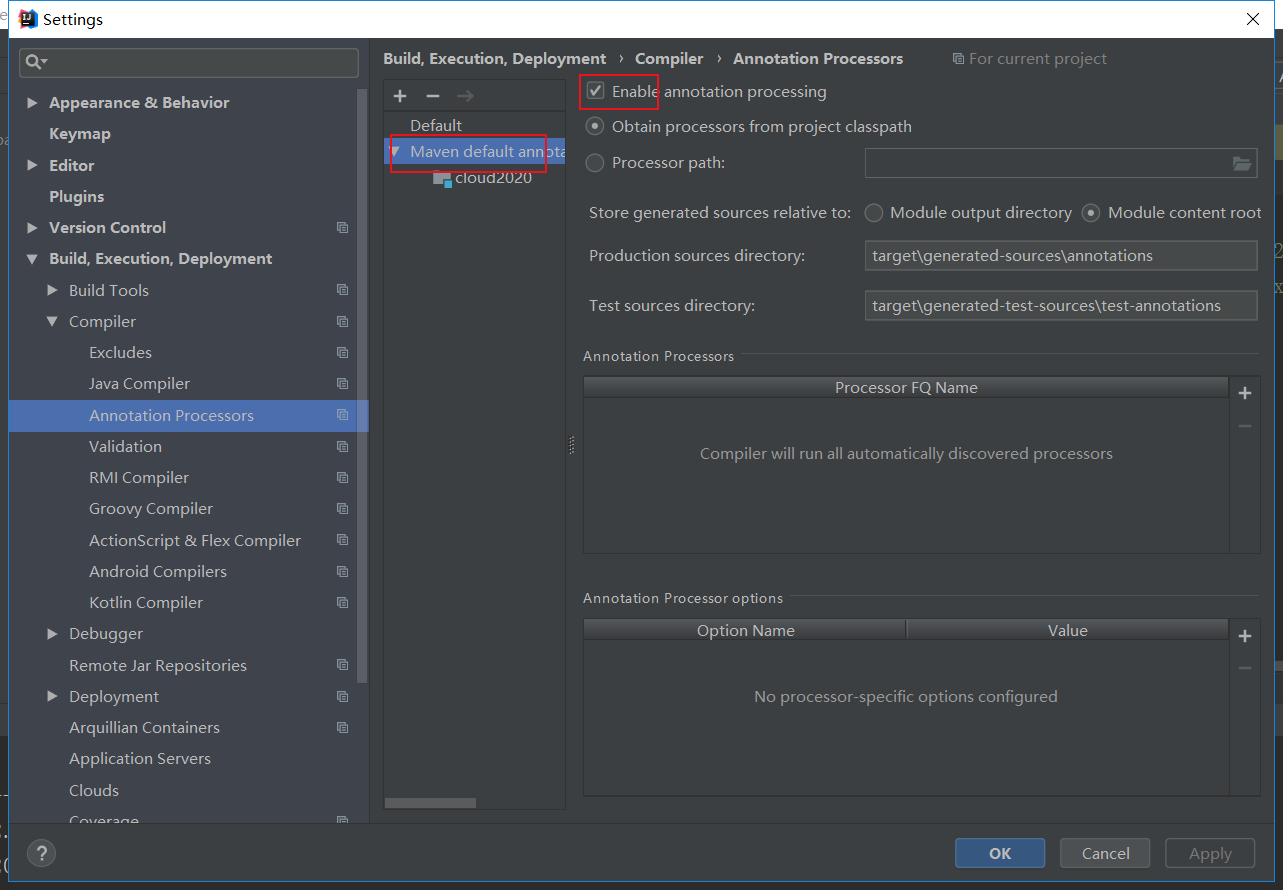 Settings
Appearance & Behavior
Keymap
Editor
Plugins
Version Control
Build, Execution, Deployment
Build Tools
Compiler
Excludes
Java Compiler
Annotation Processors
Validation
RMI Compiler
Groovy Compiler
ActionScript & Flex Compiler
Android Compilers
Kotlin Compiler
Debugger
Remote Jar Repositories
Deployment
Arquillian Containers
Application Servers
Clouds
Coverage
Build, Execution, Deployment › Compiler › Annotation Processors For current project
Default
Maven default annota
cloud2020
Enable annotation processing
Obtain processors from project classpath
Processor path:
Store generated sources relative to: Module output directory Module content root
Production sources directory: target\generated-sources\annotations
Test sources directory: target\generated-test-sources\test-annotations
Annotation Processors
Processor FQ Name
Compiler will run all automatically discovered processors
Annotation Processor options
Option Name Value
No processor-specific options configured
? OK Cancel Apply